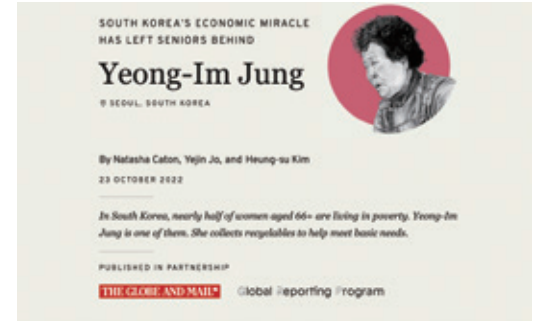 SOUTH KOREA'S ECONOMIC MIRACLE
HAS LEFT SENIORS BEHIND
Yeong-Im Jung
SEOUL, SOUTH KOREA
By Natasha Caton, Yejin Jo, and Heung-su Kim
23 OCTOBER 2022
In South Korea, nearly half of women aged 66+ are living in poverty. Yeong-Im
Jung is one of them. She collects recyclables to help meet basic needs.
PUBLISHED IN PARTNERSHIP
THE GLOBE AND MAIL*
Global Reporting Program